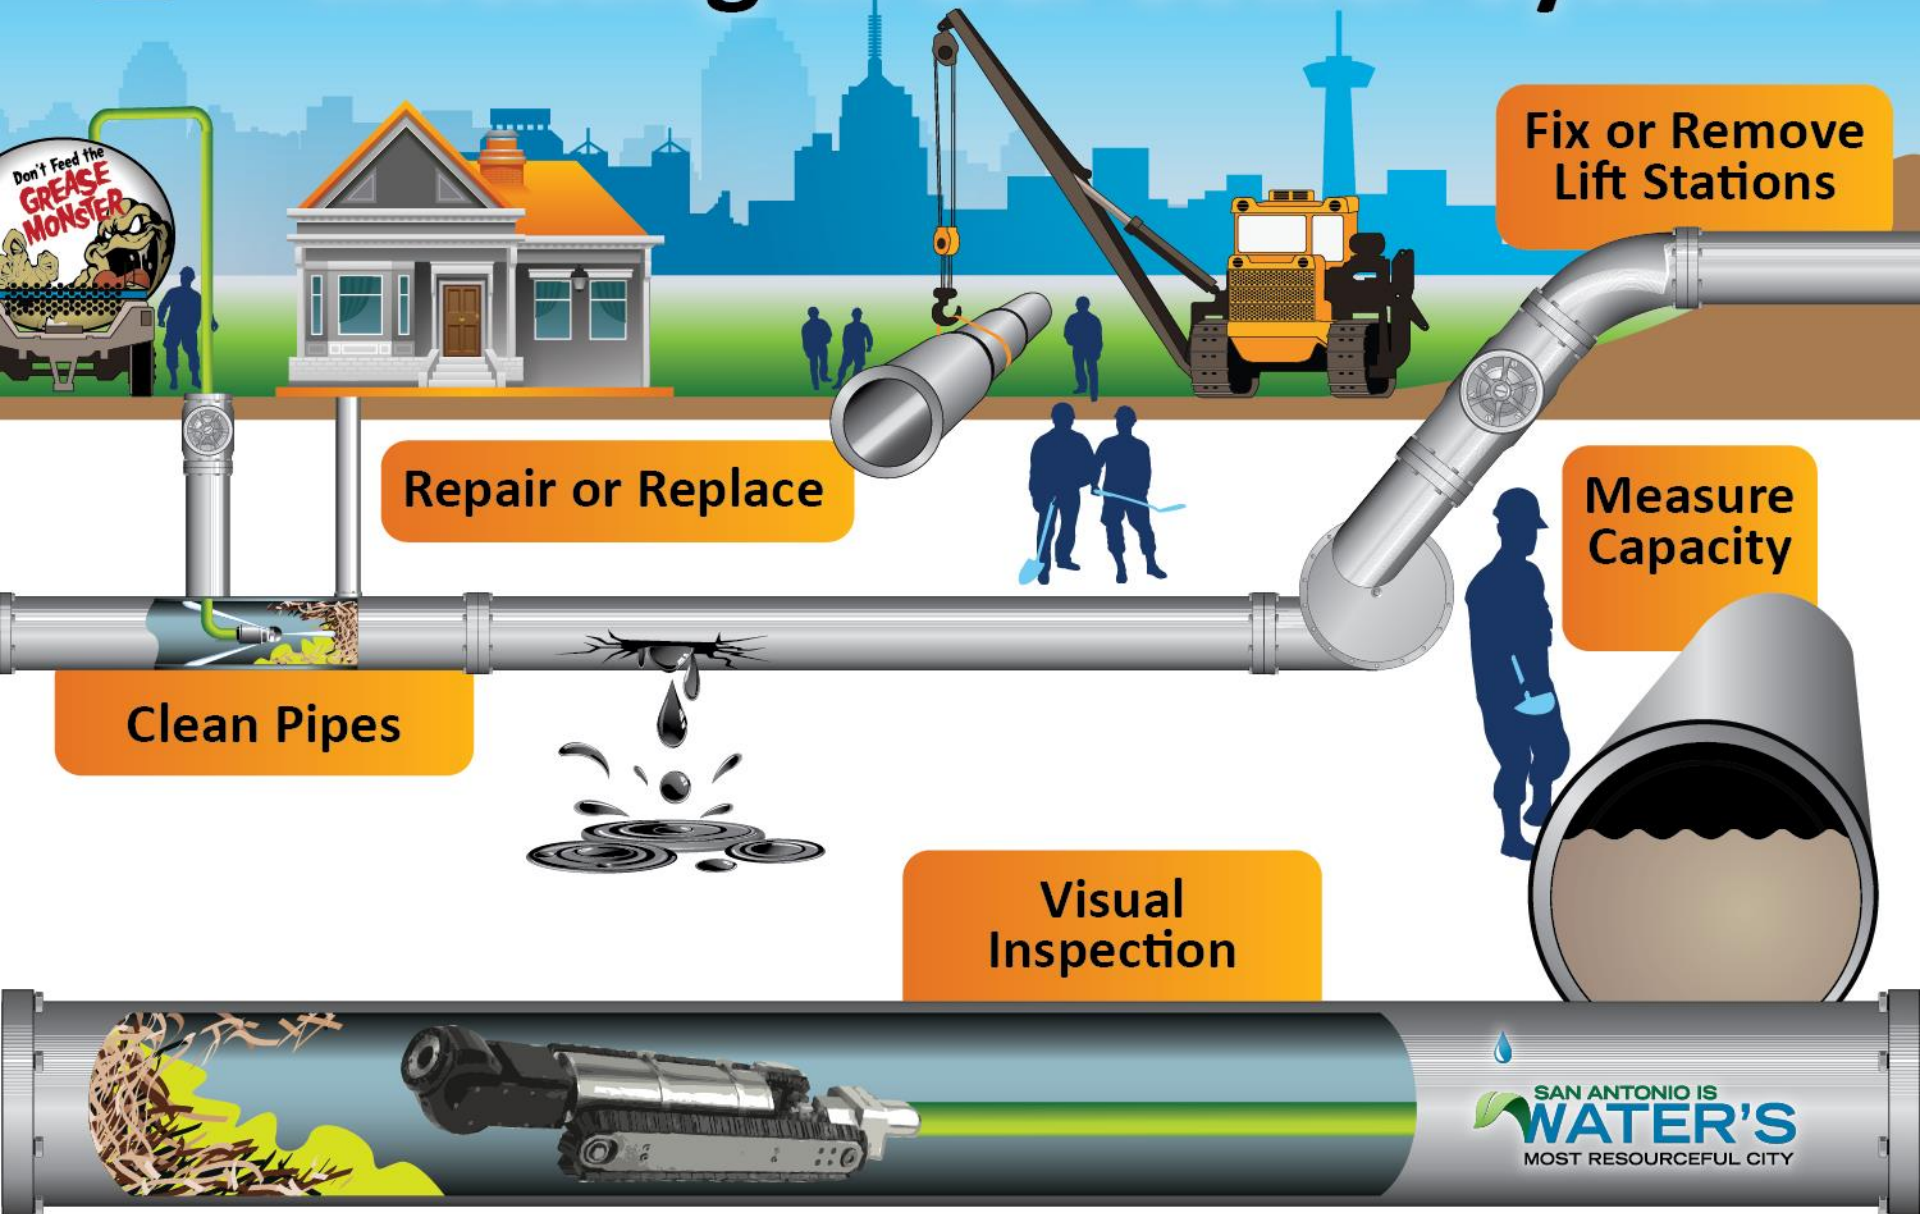 Don't Feed the
GREASE
MONSTER
Fix or Remove
Lift Stations
Repair or Replace
Measure
Capacity
Clean Pipes
Visual
Inspection
SAN ANTONIO IS
WATER'S
MOST RESOURCEFUL CITY